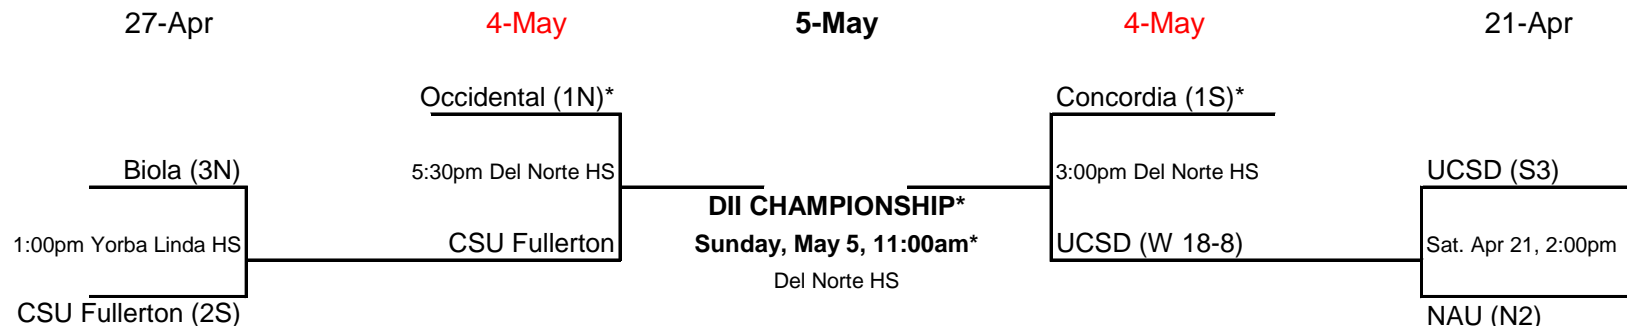 27-Apr 4-May 5-May 4-May 21-Apr
Occidental (1N)* Concordia (1S)*
Biola (3N) 5:30pm Del Norte HS 3:00pm Del Norte HS UCSD (S3)
DII CHAMPIONSHIP*
1:00pm Yorba Linda HS CSU Fullerton Sunday, May 5, 11:00am* UCSD (W 18-8) Sat. Apr 21, 2:00pm
Del Norte HS
CSU Fullerton (2S) NAU (N2)